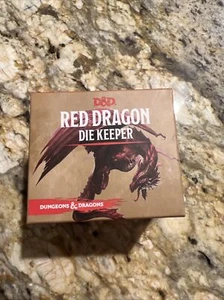 D&D
RED DRAGON
DIE KEEPER
DUNGEONS & DRAGONS